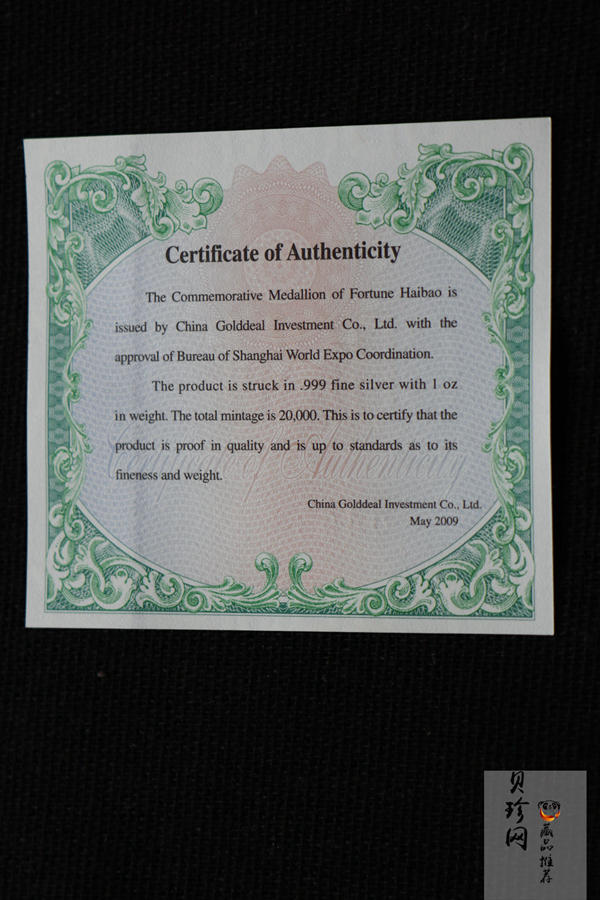 Certificate of Authenticity
The Commemorative Medallion of Fortune Haibao is
issued by China Golddeal Investment Co., Ltd. with the
approval of Bureau of Shanghai World Expo Coordination.
The product is struck in .999 fine silver with 1 oz
in weight. The total mintage is 20,000. This is to certify that the
product is proof in quality and is up to standards as to its
fineness and weight.
Certificate of Authenticity
China Golddeal Investment Co., Ltd.
May 2009
贝珍网
藏品推荐